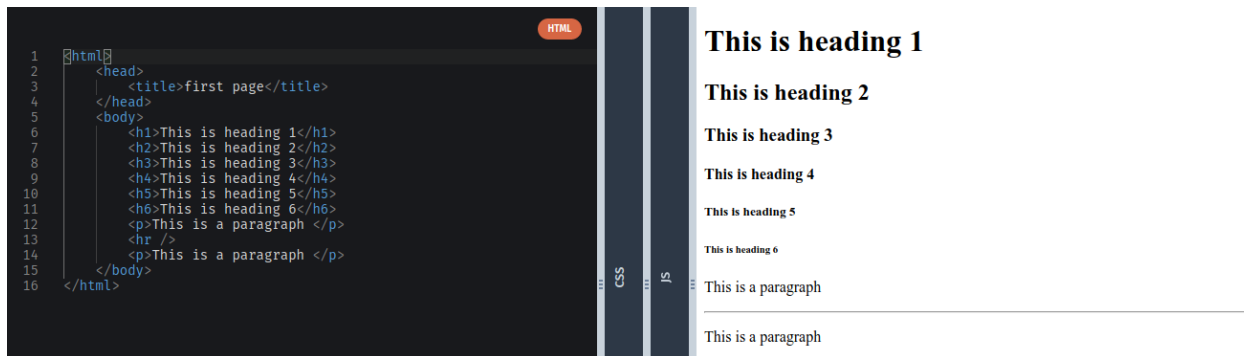 HTML
1 <html>
2 <head>
3 <title>first page</title>
4 </head>
5 <body>
6 <h1>This is heading 1</h1>
7 <h2>This is heading 2</h2>
8 <h3>This is heading 3</h3>
9 <h4>This is heading 4</h4>
10 <h5>This is heading 5</h5>
11 <h6>This is heading 6</h6>
12 <p>This is a paragraph </p>
13 <hr />
14 <p>This is a paragraph </p>
15 </body>
16 </html>
CSS
JS
This is heading 1
This is heading 2
This is heading 3
This is heading 4
This is heading 5
This is heading 6
This is a paragraph
This is a paragraph